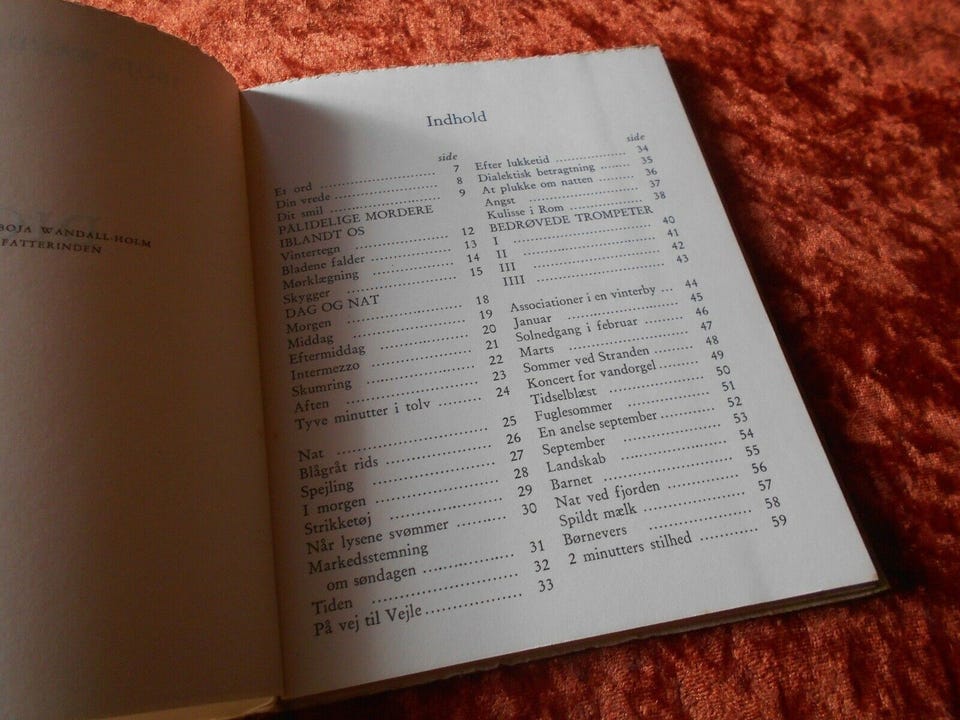 BOJA WANDALL-HOLM
FATTERINDEN
Indhold
side
Et ord .......... 7
Din vrede .......... 8
Dit smil .......... 9
PÅLIDELIGE MORDERE
IBLANDT OS
Vintertegn .......... 12
Bladene falder .......... 13
Mørklægning .......... 14
Skygger .......... 15
DAG OG NAT
Morgen .......... 18
Middag .......... 19
Eftermiddag .......... 20
Intermezzo .......... 21
Skumring .......... 22
Aften .......... 23
Tyve minutter i tolv .......... 24
Nat .......... 25
Blågråt rids .......... 26
Spejling .......... 27
I morgen .......... 28
Strikketøj .......... 29
Når lysene svømmer .......... 30
Markedsstemning
om søndagen .......... 31
Tiden .......... 32
På vej til Vejle .......... 33
side
Efter lukketid .......... 34
Dialektisk betragtning .......... 35
At plukke om natten .......... 36
Angst .......... 37
Kulisse i Rom .......... 38
BEDRØVEDE TROMPETER
I .......... 40
II .......... 41
III .......... 42
IIII .......... 43
Associationer i en vinterby .......... 44
Januar .......... 45
Solnedgang i februar .......... 46
Marts .......... 47
Sommer ved Stranden .......... 48
Koncert for vandorgel .......... 49
Tidselblæst .......... 50
Fuglesommer .......... 51
En anelse september .......... 52
September .......... 53
Landskab .......... 54
Barnet .......... 55
Nat ved fjorden .......... 56
Spildt mælk .......... 57
Børnevers .......... 58
2 minutters stilhed .......... 59